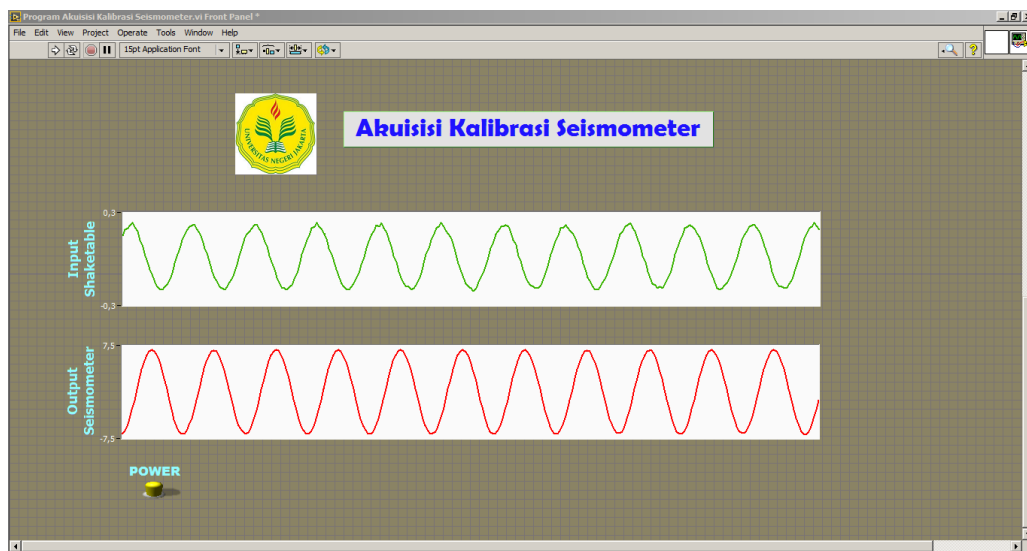 Program Akuisisi Kalibrasi Seismometer.vi Front Panel *
File Edit View Project Operate Tools Window Help
15pt Application Font
UNIVERSITAS NEGERI JAKARTA
Akuisisi Kalibrasi Seismometer
0,3
Input
Shaketable
-0,3
7,5
Output
Seismometer
-7,5
POWER